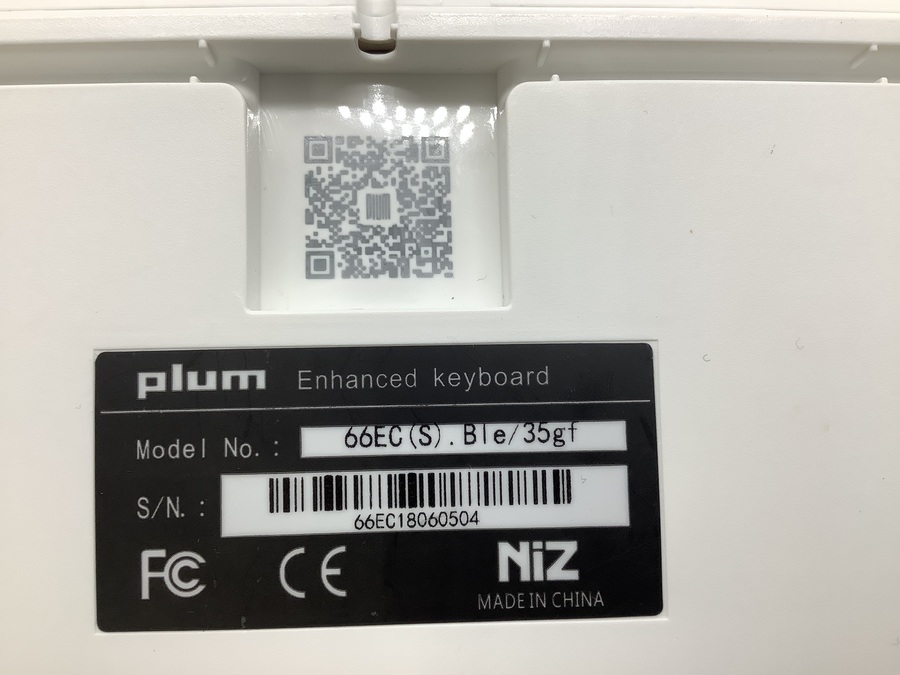 plum Enhanced keyboard
Model No.: 66EC(S).Ble/35gf
S/N.:
66EC18060504
FC CE NiZ
MADE IN CHINA